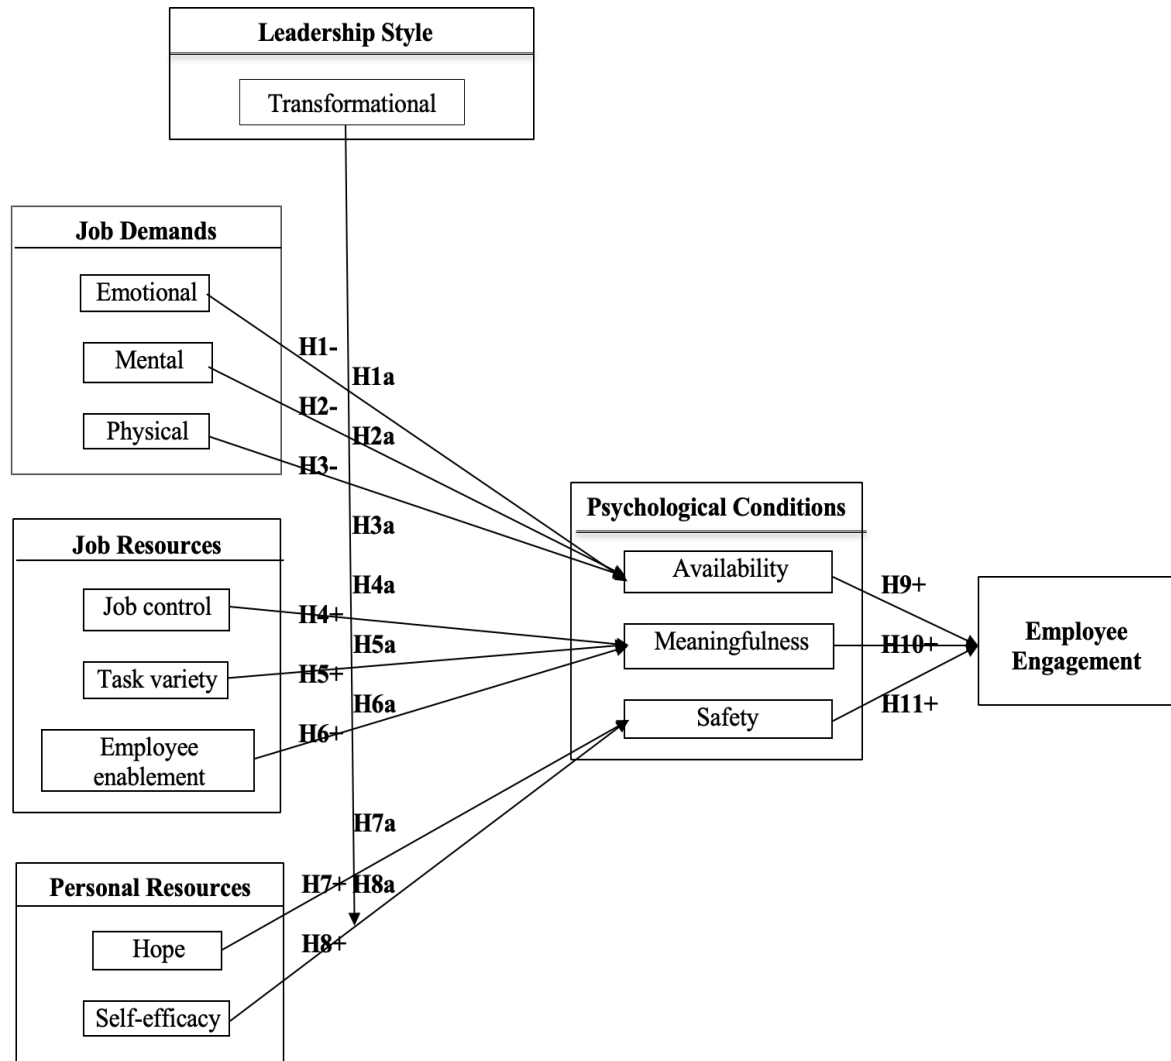 Leadership Style
Transformational
Job Demands
Emotional
Mental
Physical
H1-
H1a
H2-
H2a
H3-
H3a
Job Resources
Job control
Task variety
Employee
enablement
H4a
H4+
H5a
H5+
H6a
H6+
Psychological Conditions
Availability
Meaningfulness
Safety
H9+
H10+
H11+
Employee
Engagement
Personal Resources
Hope
Self-efficacy
H7a
H7+
H8a
H8+